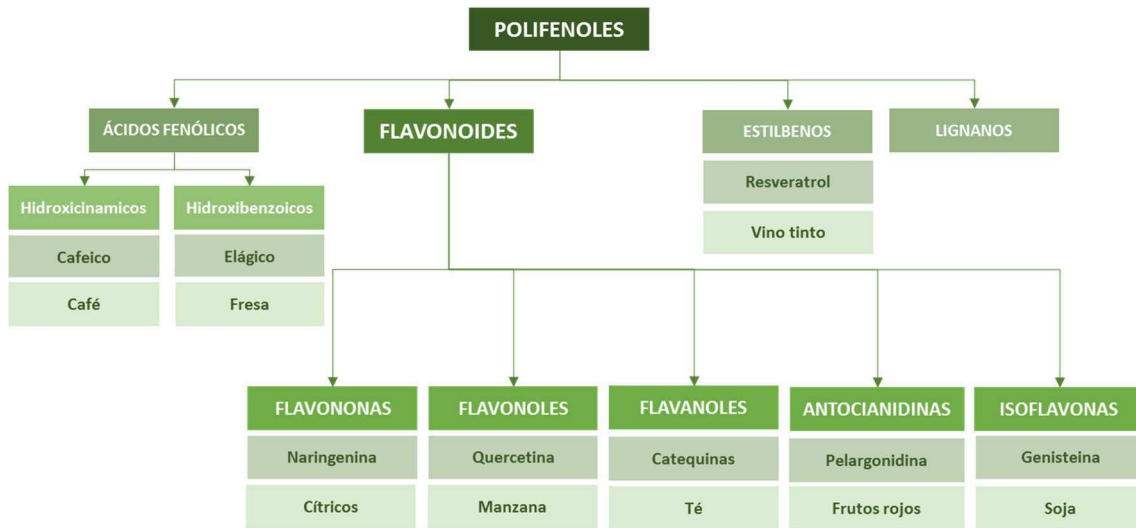 POLIFENOLES
ÁCIDOS FENÓLICOS
FLAVONOIDES
ESTILBENOS
LIGNANOS
Resveratrol
Vino tinto
Hidroxicinamicos
Hidroxibenzoicos
Cafeico
Elágico
Café
Fresa
FLAVONONAS
FLAVONOLES
FLAVANOLES
ANTOCIANIDINAS
ISOFLAVONAS
Naringenina
Quercetina
Catequinas
Pelargonidina
Genisteina
Cítricos
Manzana
Té
Frutos rojos
Soja